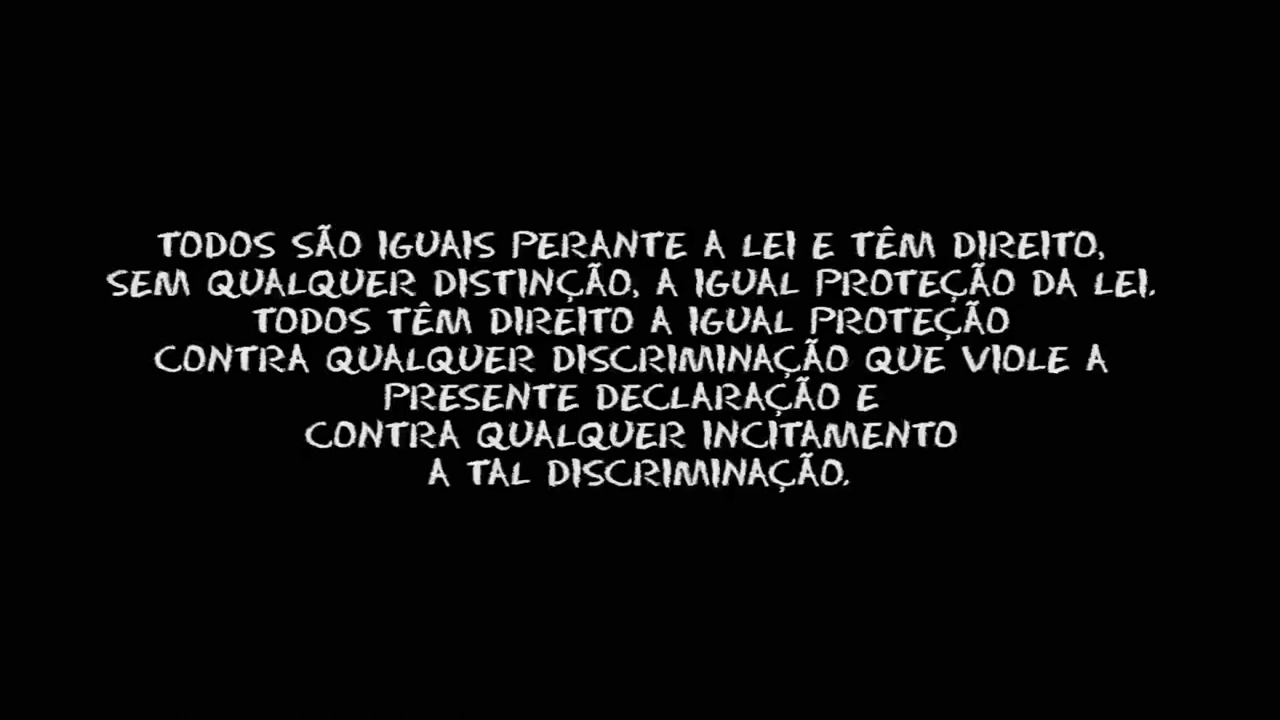 TODOS SÃO IGUAIS PERANTE A LEI E TÊM DIREITO,
SEM QUALQUER DISTINÇÃO, A IGUAL PROTEÇÃO DA LEI.
TODOS TÊM DIREITO A IGUAL PROTEÇÃO
CONTRA QUALQUER DISCRIMINAÇÃO QUE VIOLE A
PRESENTE DECLARAÇÃO E
CONTRA QUALQUER INCITAMENTO
A TAL DISCRIMINAÇÃO.